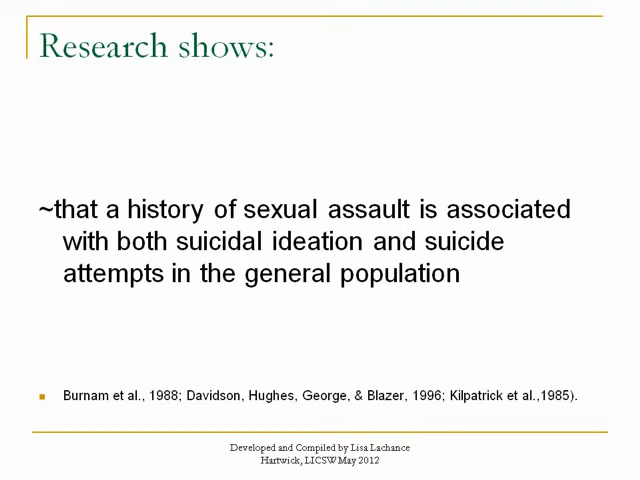 Research shows:
~that a history of sexual assault is associated
with both suicidal ideation and suicide
attempts in the general population
Burnam et al., 1988; Davidson, Hughes, George, & Blazer, 1996; Kilpatrick et al.,1985).
Developed and Compiled by Lisa Lachance
Hartwick, LICSW May 2012